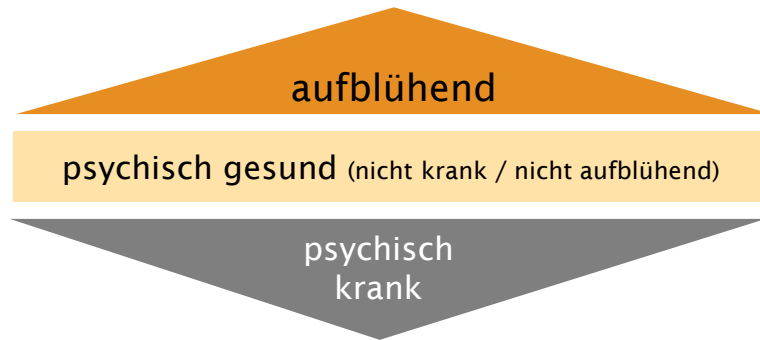 aufblühend
psychisch gesund (nicht krank / nicht aufblühend)
psychisch
krank